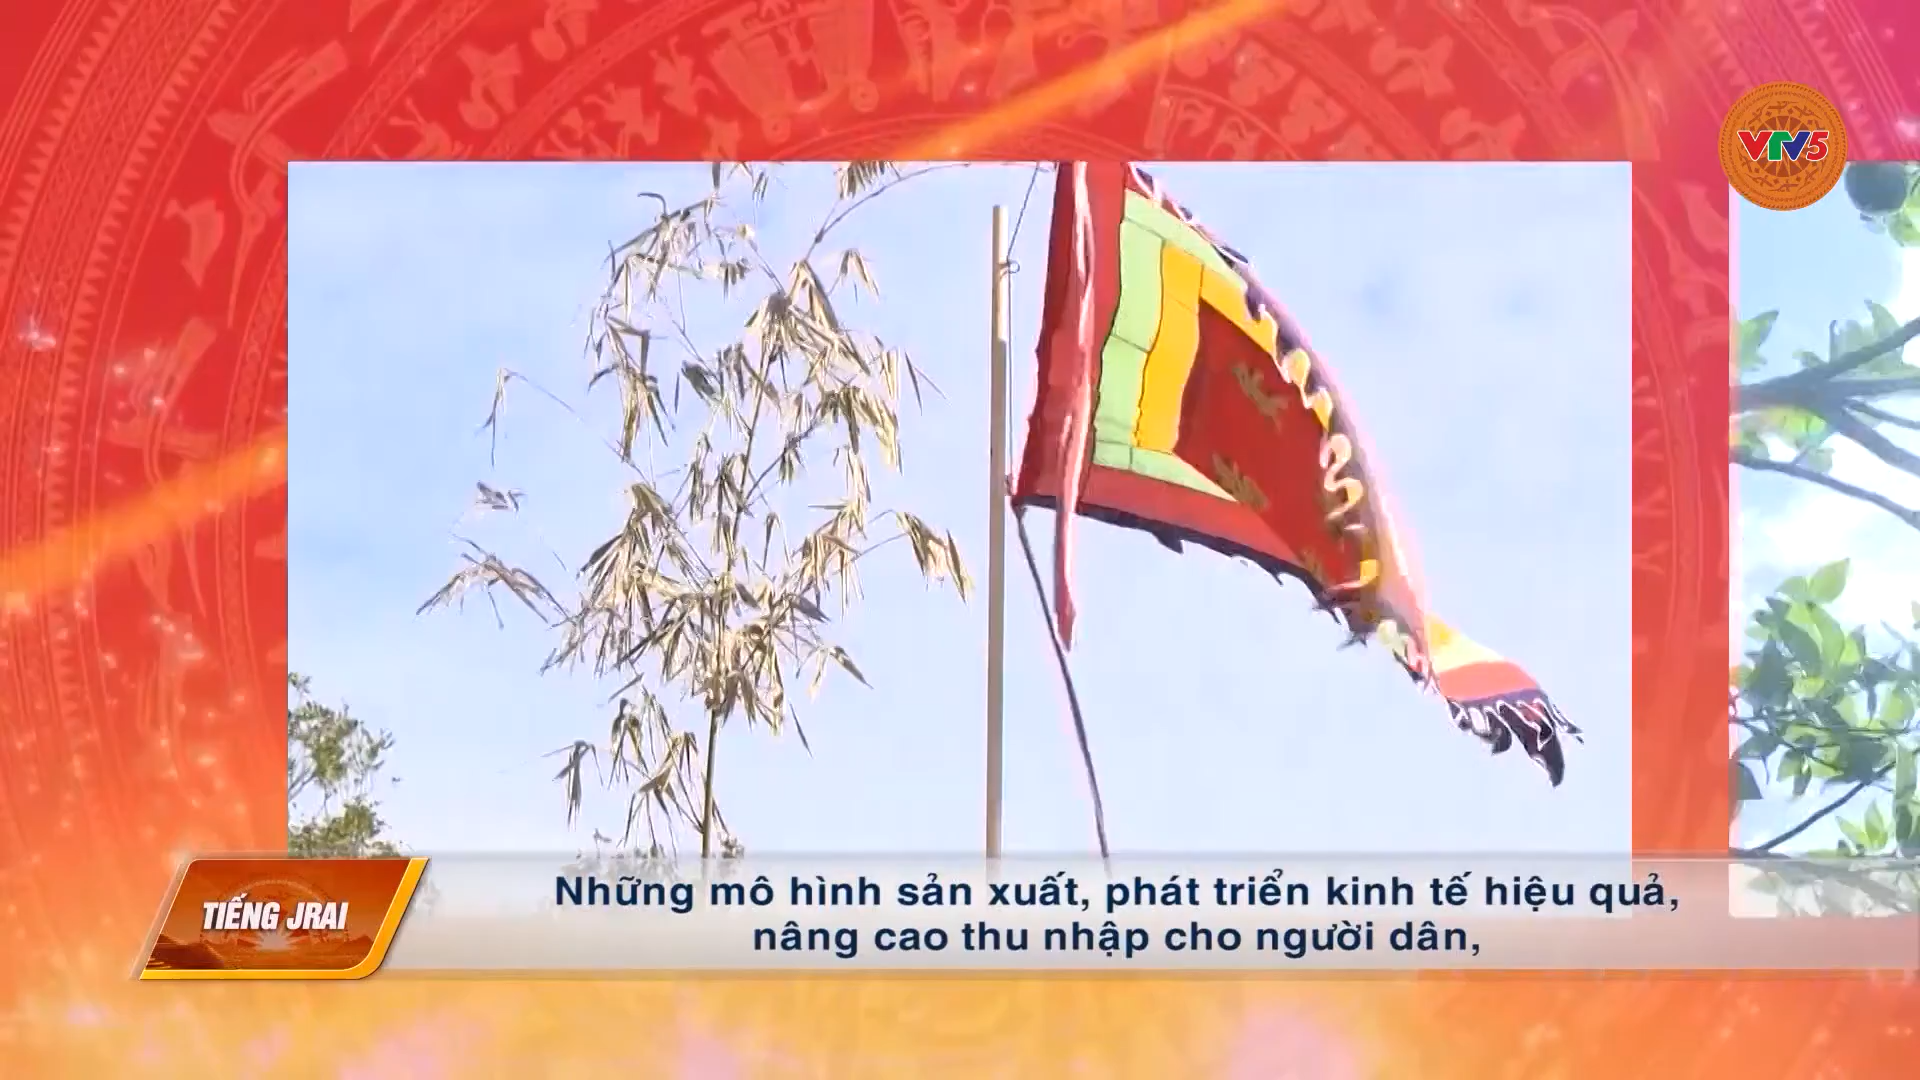 VTV5
TIẾNG JRAI
Những mô hình sản xuất, phát triển kinh tế hiệu quả,
nâng cao thu nhập cho người dân,